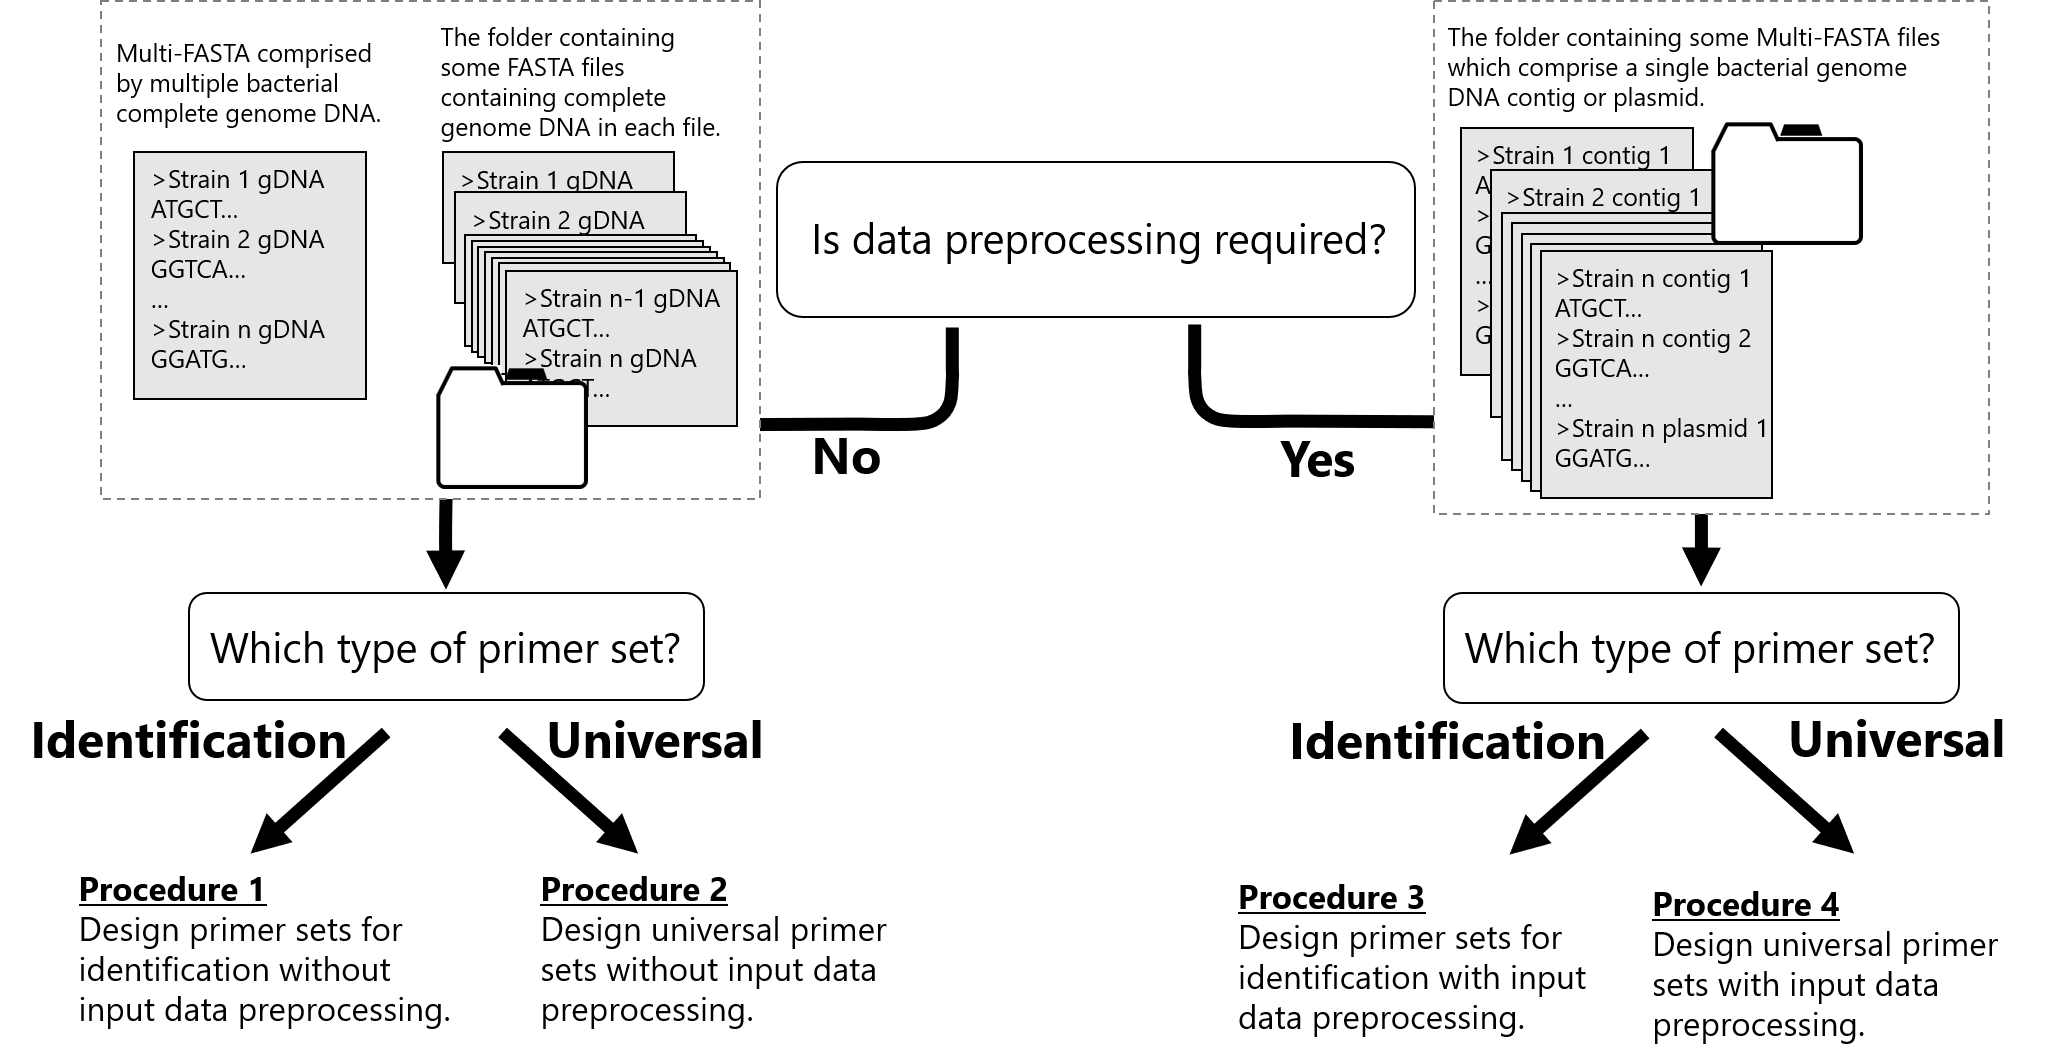 Multi-FASTA comprised
by multiple bacterial
complete genome DNA.
>Strain 1 gDNA
ATGCT...
>Strain 2 gDNA
GGTCA...
...
>Strain n gDNA
GGATG...
The folder containing
some FASTA files
containing complete
genome DNA in each file.
>Strain 1 gDNA
>Strain 2 gDNA
>Strain n-1 gDNA
ATGCT...
>Strain n gDNA
Is data preprocessing required?
No
Yes
The folder containing some Multi-FASTA files
which comprise a single bacterial genome
DNA contig or plasmid.
>Strain 1 contig 1
A
>
G
...
>
G
>Strain 2 contig 1
>Strain n contig 1
ATGCT...
>Strain n contig 2
GGTCA...
...
>Strain n plasmid 1
GGATG...
Which type of primer set?
Identification
Universal
Procedure 1
Design primer sets for
identification without
input data preprocessing.
Procedure 2
Design universal primer
sets without input data
preprocessing.
Which type of primer set?
Identification
Universal
Procedure 3
Design primer sets for
identification with input
data preprocessing.
Procedure 4
Design universal primer
sets with input data
preprocessing.